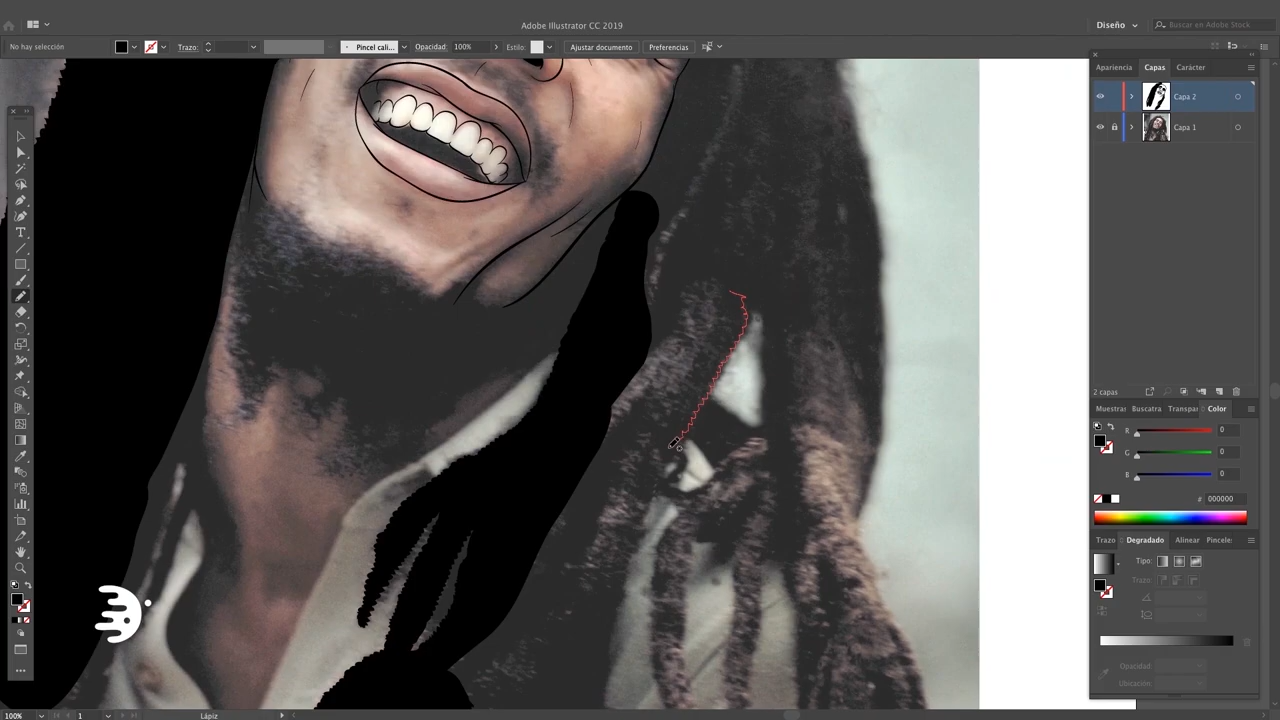 Adobe Illustrator CC 2019
Diseño
Buscar en Adobe Stock
No hay selección
Trazo:
Pincel cali...
Opacidad:
100%
Estilo:
Ajustar documento
Preferencias
Apariencia
Capas
Carácter
Capa 2
Capa 1
2 capas
Muestrar
Buscatra
Transpar
Color
R
0
G
0
B
0
# 000000
Trazo
Degradado
Alinear
Pincele:
Tipo:
Trazo:
Opacidad:
Ubicación:
100%
1
Lápiz